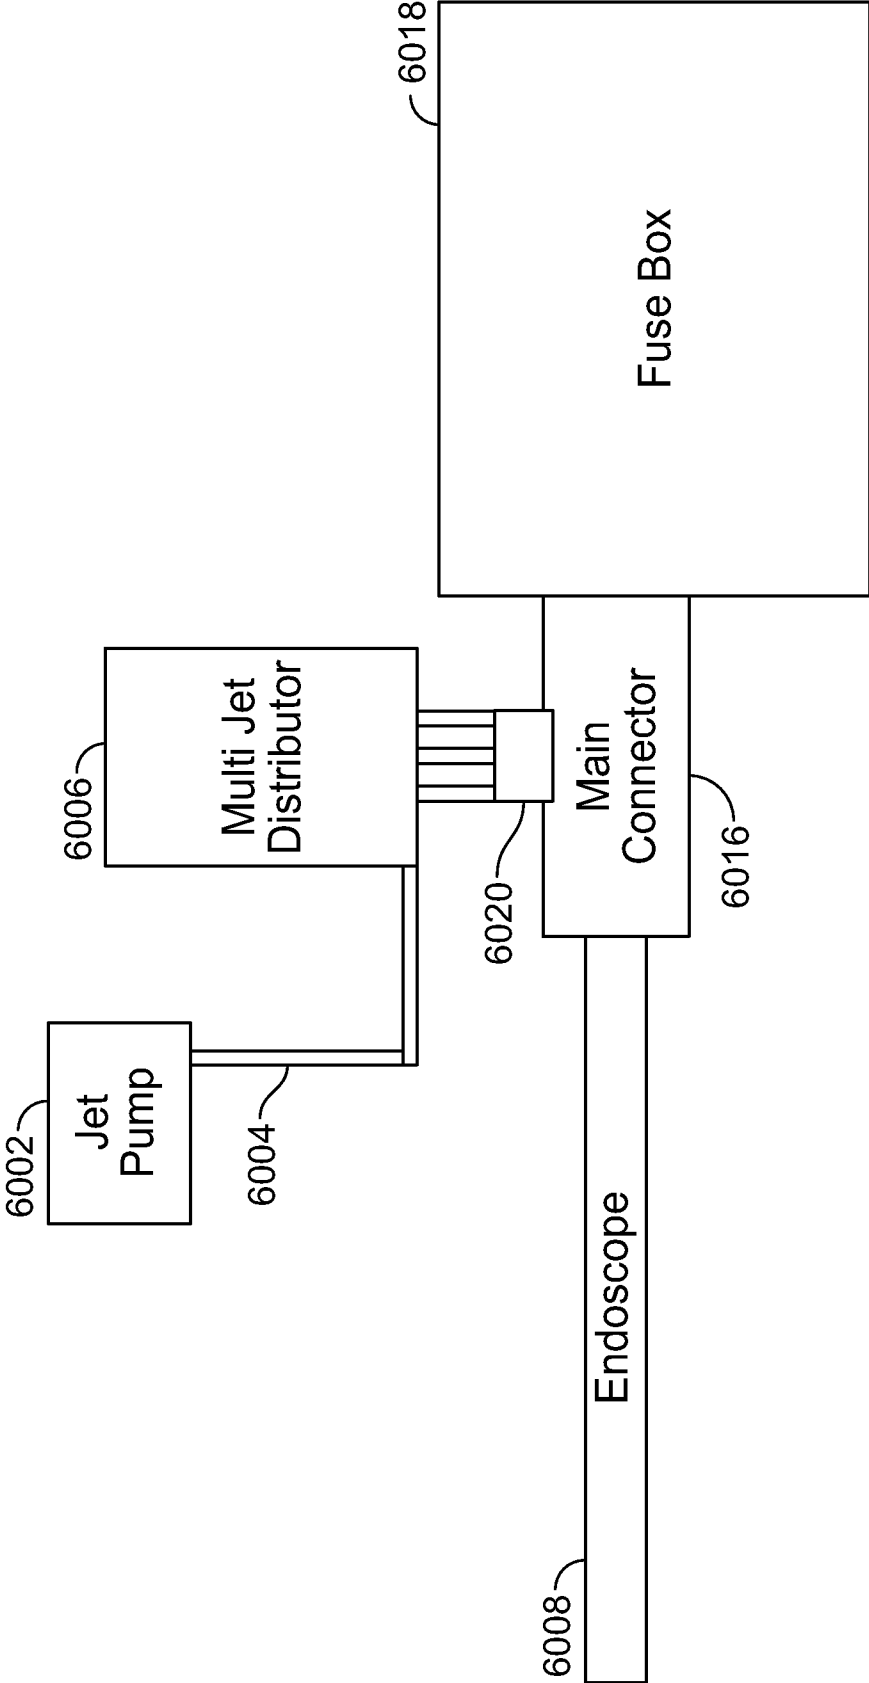 6002
Jet
Pump
6004
6006
Multi Jet
Distributor
6020
6008
Endoscope
Main
Connector
6016
6018
Fuse Box